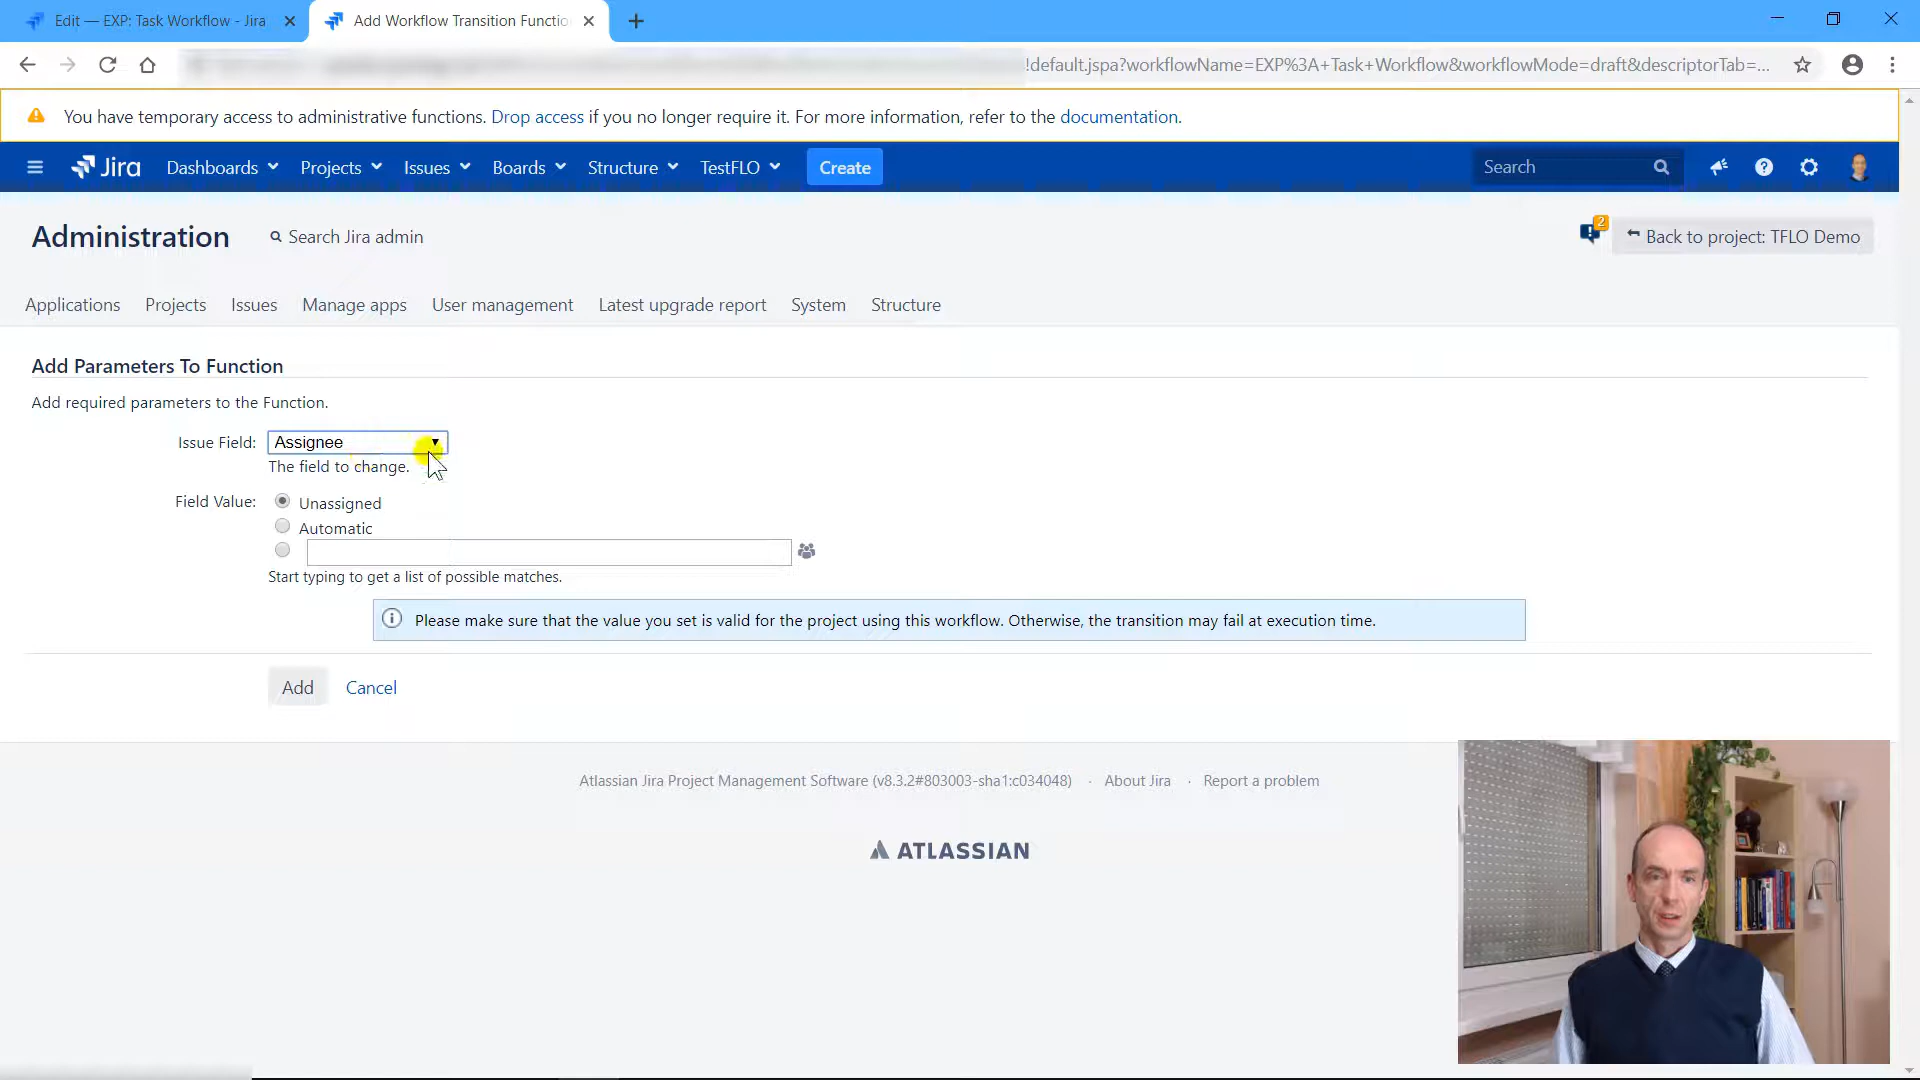 Edit — EXP: Task Workflow - Jira
Add Workflow Transition Functio
!default.jspa?workflowName=EXP%3A+Task+Workflow&workflowMode=draft&descriptorTab=...
You have temporary access to administrative functions. Drop access if you no longer require it. For more information, refer to the documentation.
Jira Dashboards Projects Issues Boards Structure TestFLO Create Search
Administration Search Jira admin 2 Back to project: TFLO Demo
Applications Projects Issues Manage apps User management Latest upgrade report System Structure
Add Parameters To Function
Add required parameters to the Function.
Issue Field: Assignee
The field to change.
Field Value: Unassigned
Automatic
Start typing to get a list of possible matches.
Please make sure that the value you set is valid for the project using this workflow. Otherwise, the transition may fail at execution time.
Add Cancel
Atlassian Jira Project Management Software (v8.3.2#803003-sha1:c034048) · About Jira · Report a problem
ATLASSIAN